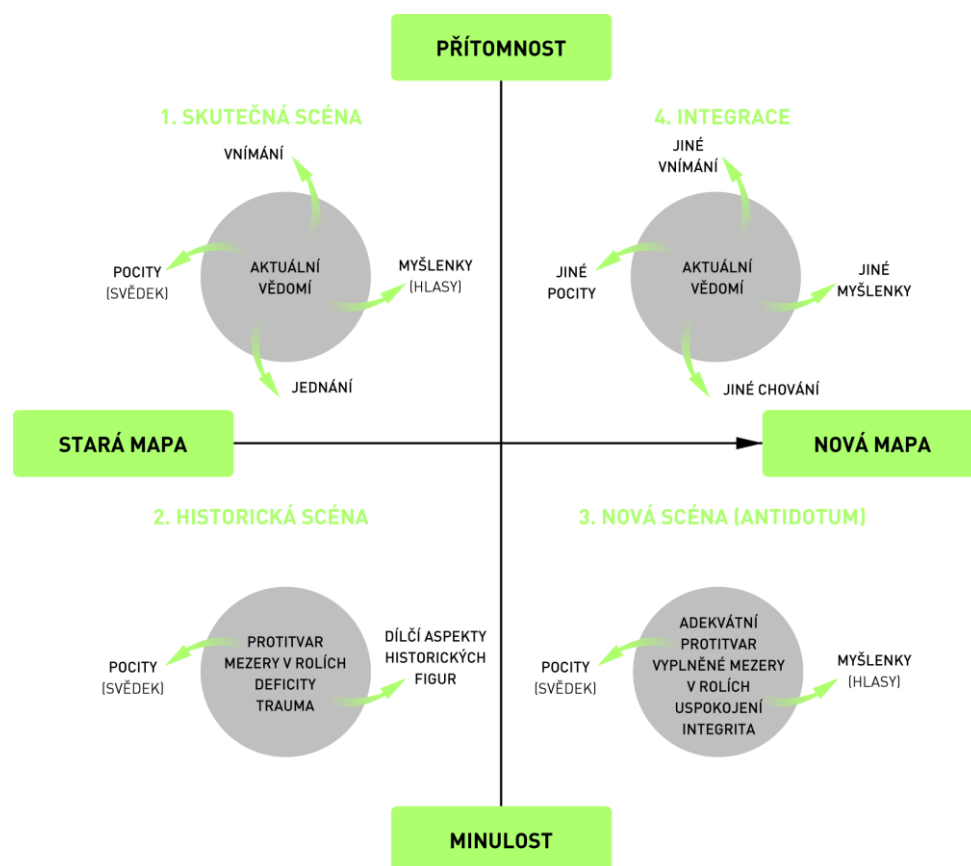 PŘÍTOMNOST
1. SKUTEČNÁ SCÉNA
VNÍMÁNÍ
POCITY
(SVĚDEK)
AKTUÁLNÍ
VĚDOMÍ
MYŠLENKY
(HLASY)
JEDNÁNÍ
4. INTEGRACE
JINÉ
VNÍMÁNÍ
JINÉ
POCITY
AKTUÁLNÍ
VĚDOMÍ
JINÉ
MYŠLENKY
JINÉ CHOVÁNÍ
STARÁ MAPA
NOVÁ MAPA
2. HISTORICKÁ SCÉNA
POCITY
(SVĚDEK)
PROTITVAR
MEZERY V ROLÍCH
DEFICITY
TRAUMA
DÍLČÍ ASPEKTY
HISTORICKÝCH
FIGUR
3. NOVÁ SCÉNA (ANTIDOTUM)
POCITY
(SVĚDEK)
ADEKVÁTNÍ
PROTITVAR
VYPLNĚNÉ MEZERY
V ROLÍCH
USPOKOJENÍ
INTEGRITA
MYŠLENKY
(HLASY)
MINULOST